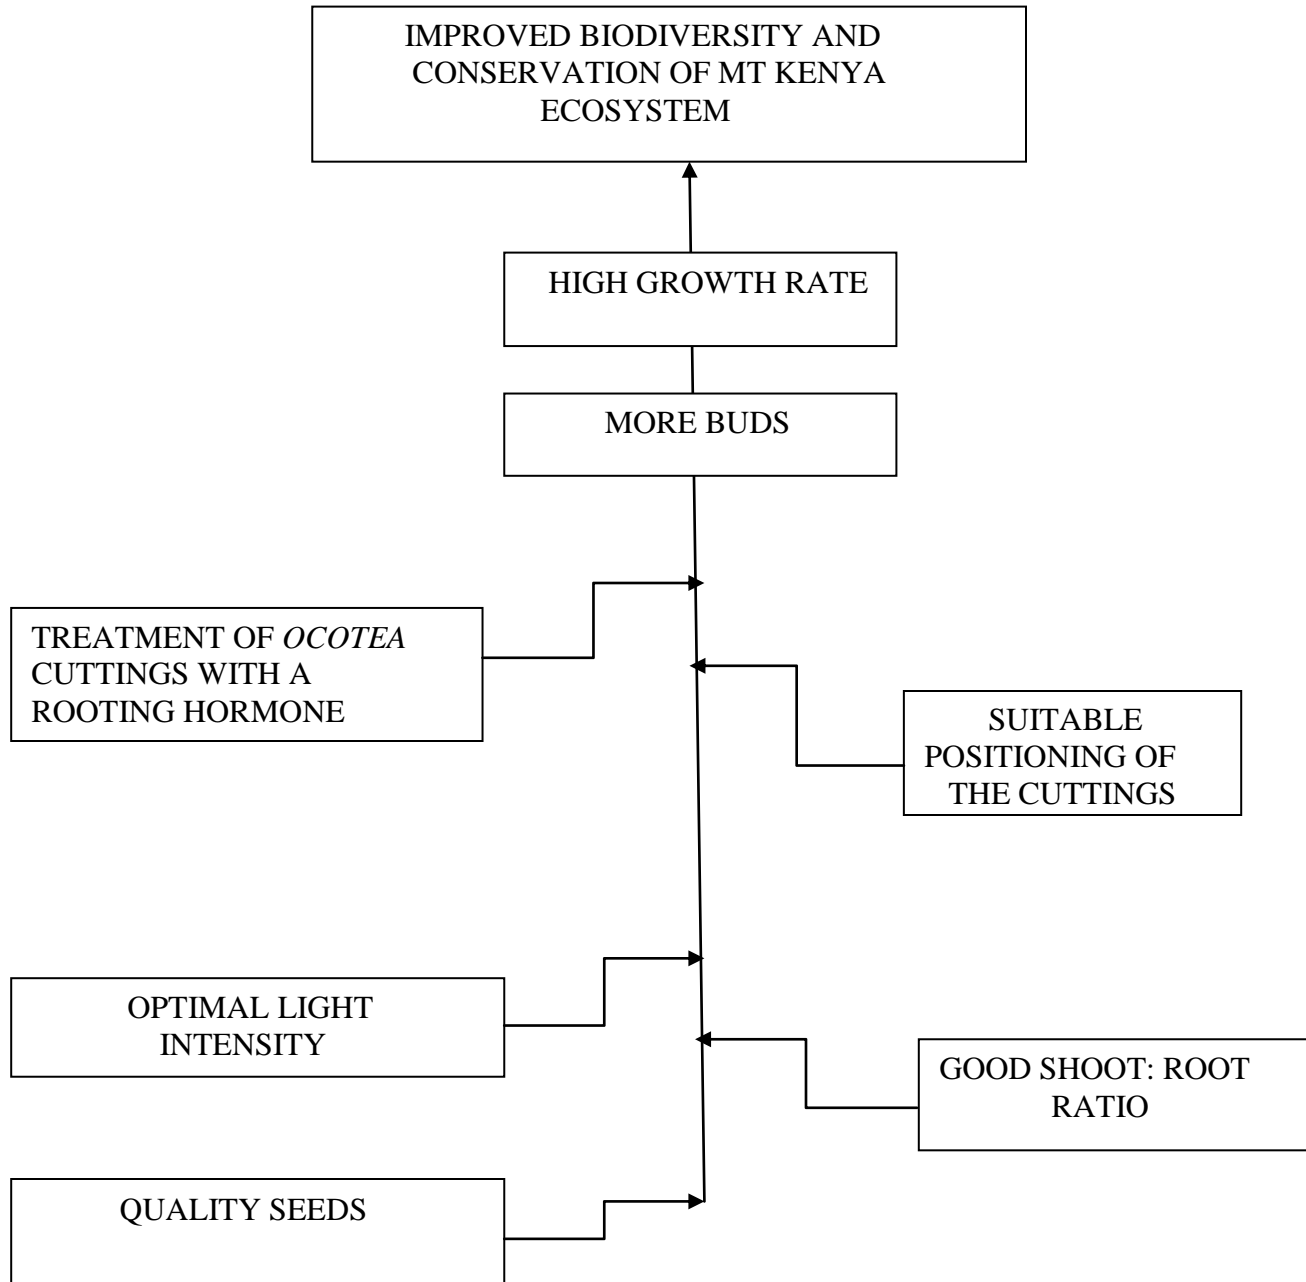 IMPROVED BIODIVERSITY AND
CONSERVATION OF MT KENYA
ECOSYSTEM
HIGH GROWTH RATE
MORE BUDS
TREATMENT OF OCOTEA
CUTTINGS WITH A
ROOTING HORMONE
SUITABLE
POSITIONING OF
THE CUTTINGS
OPTIMAL LIGHT
INTENSITY
GOOD SHOOT: ROOT
RATIO
QUALITY SEEDS